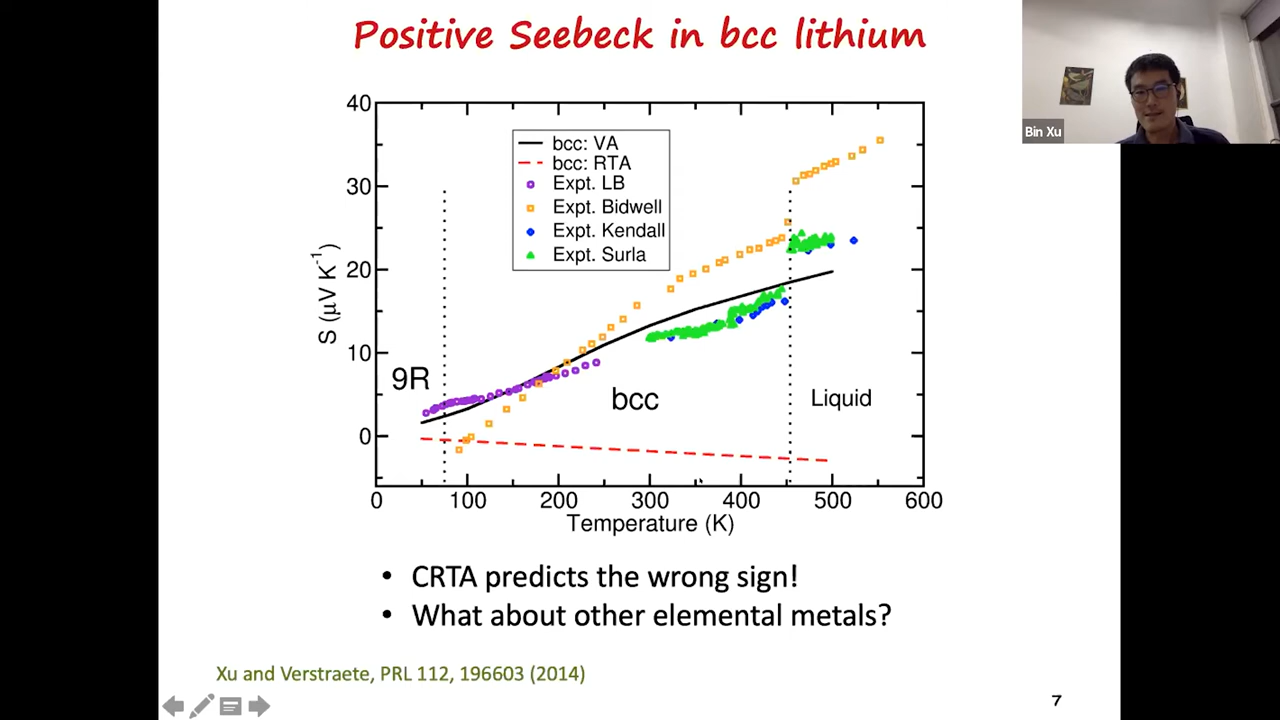 Positive Seebeck in bcc lithium
Bin Xu
40
30
20
10
0
S (μV K⁻¹)
bcc: VA
bcc: RTA
Expt. LB
Expt. Bidwell
Expt. Kendall
Expt. Surla
9R
bcc
Liquid
0 100 200 300 400 500 600
Temperature (K)
• CRTA predicts the wrong sign!
• What about other elemental metals?
Xu and Verstraete, PRL 112, 196603 (2014)
7